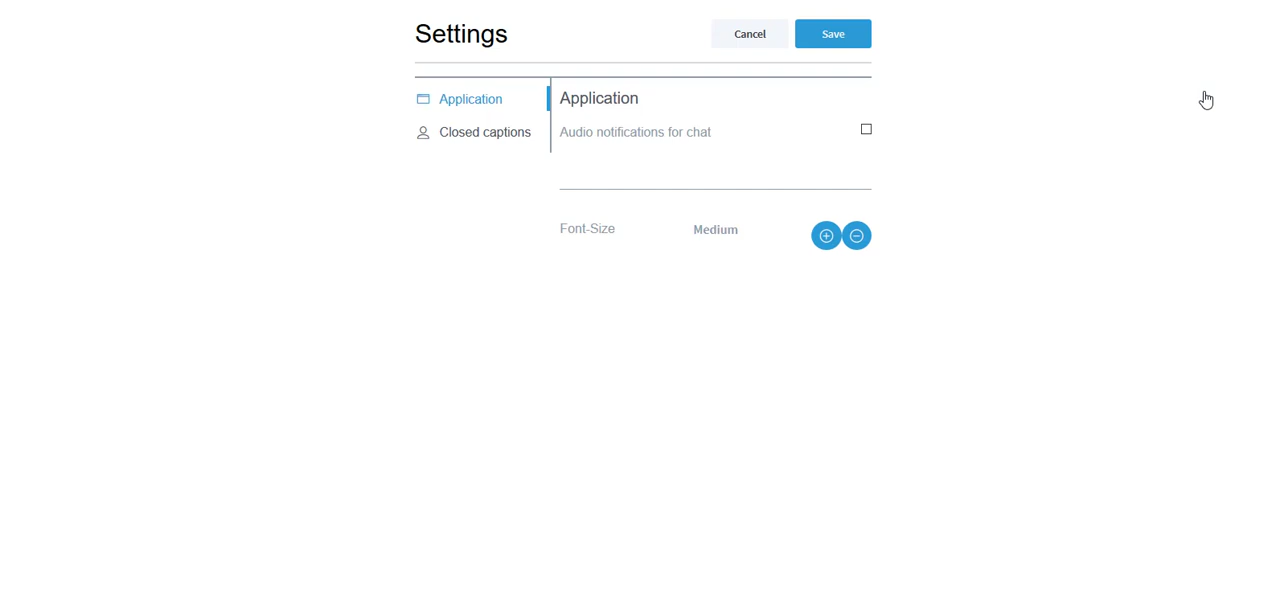 Settings
Cancel
Save
Application
Closed captions
Application
Audio notifications for chat
Font-Size
Medium